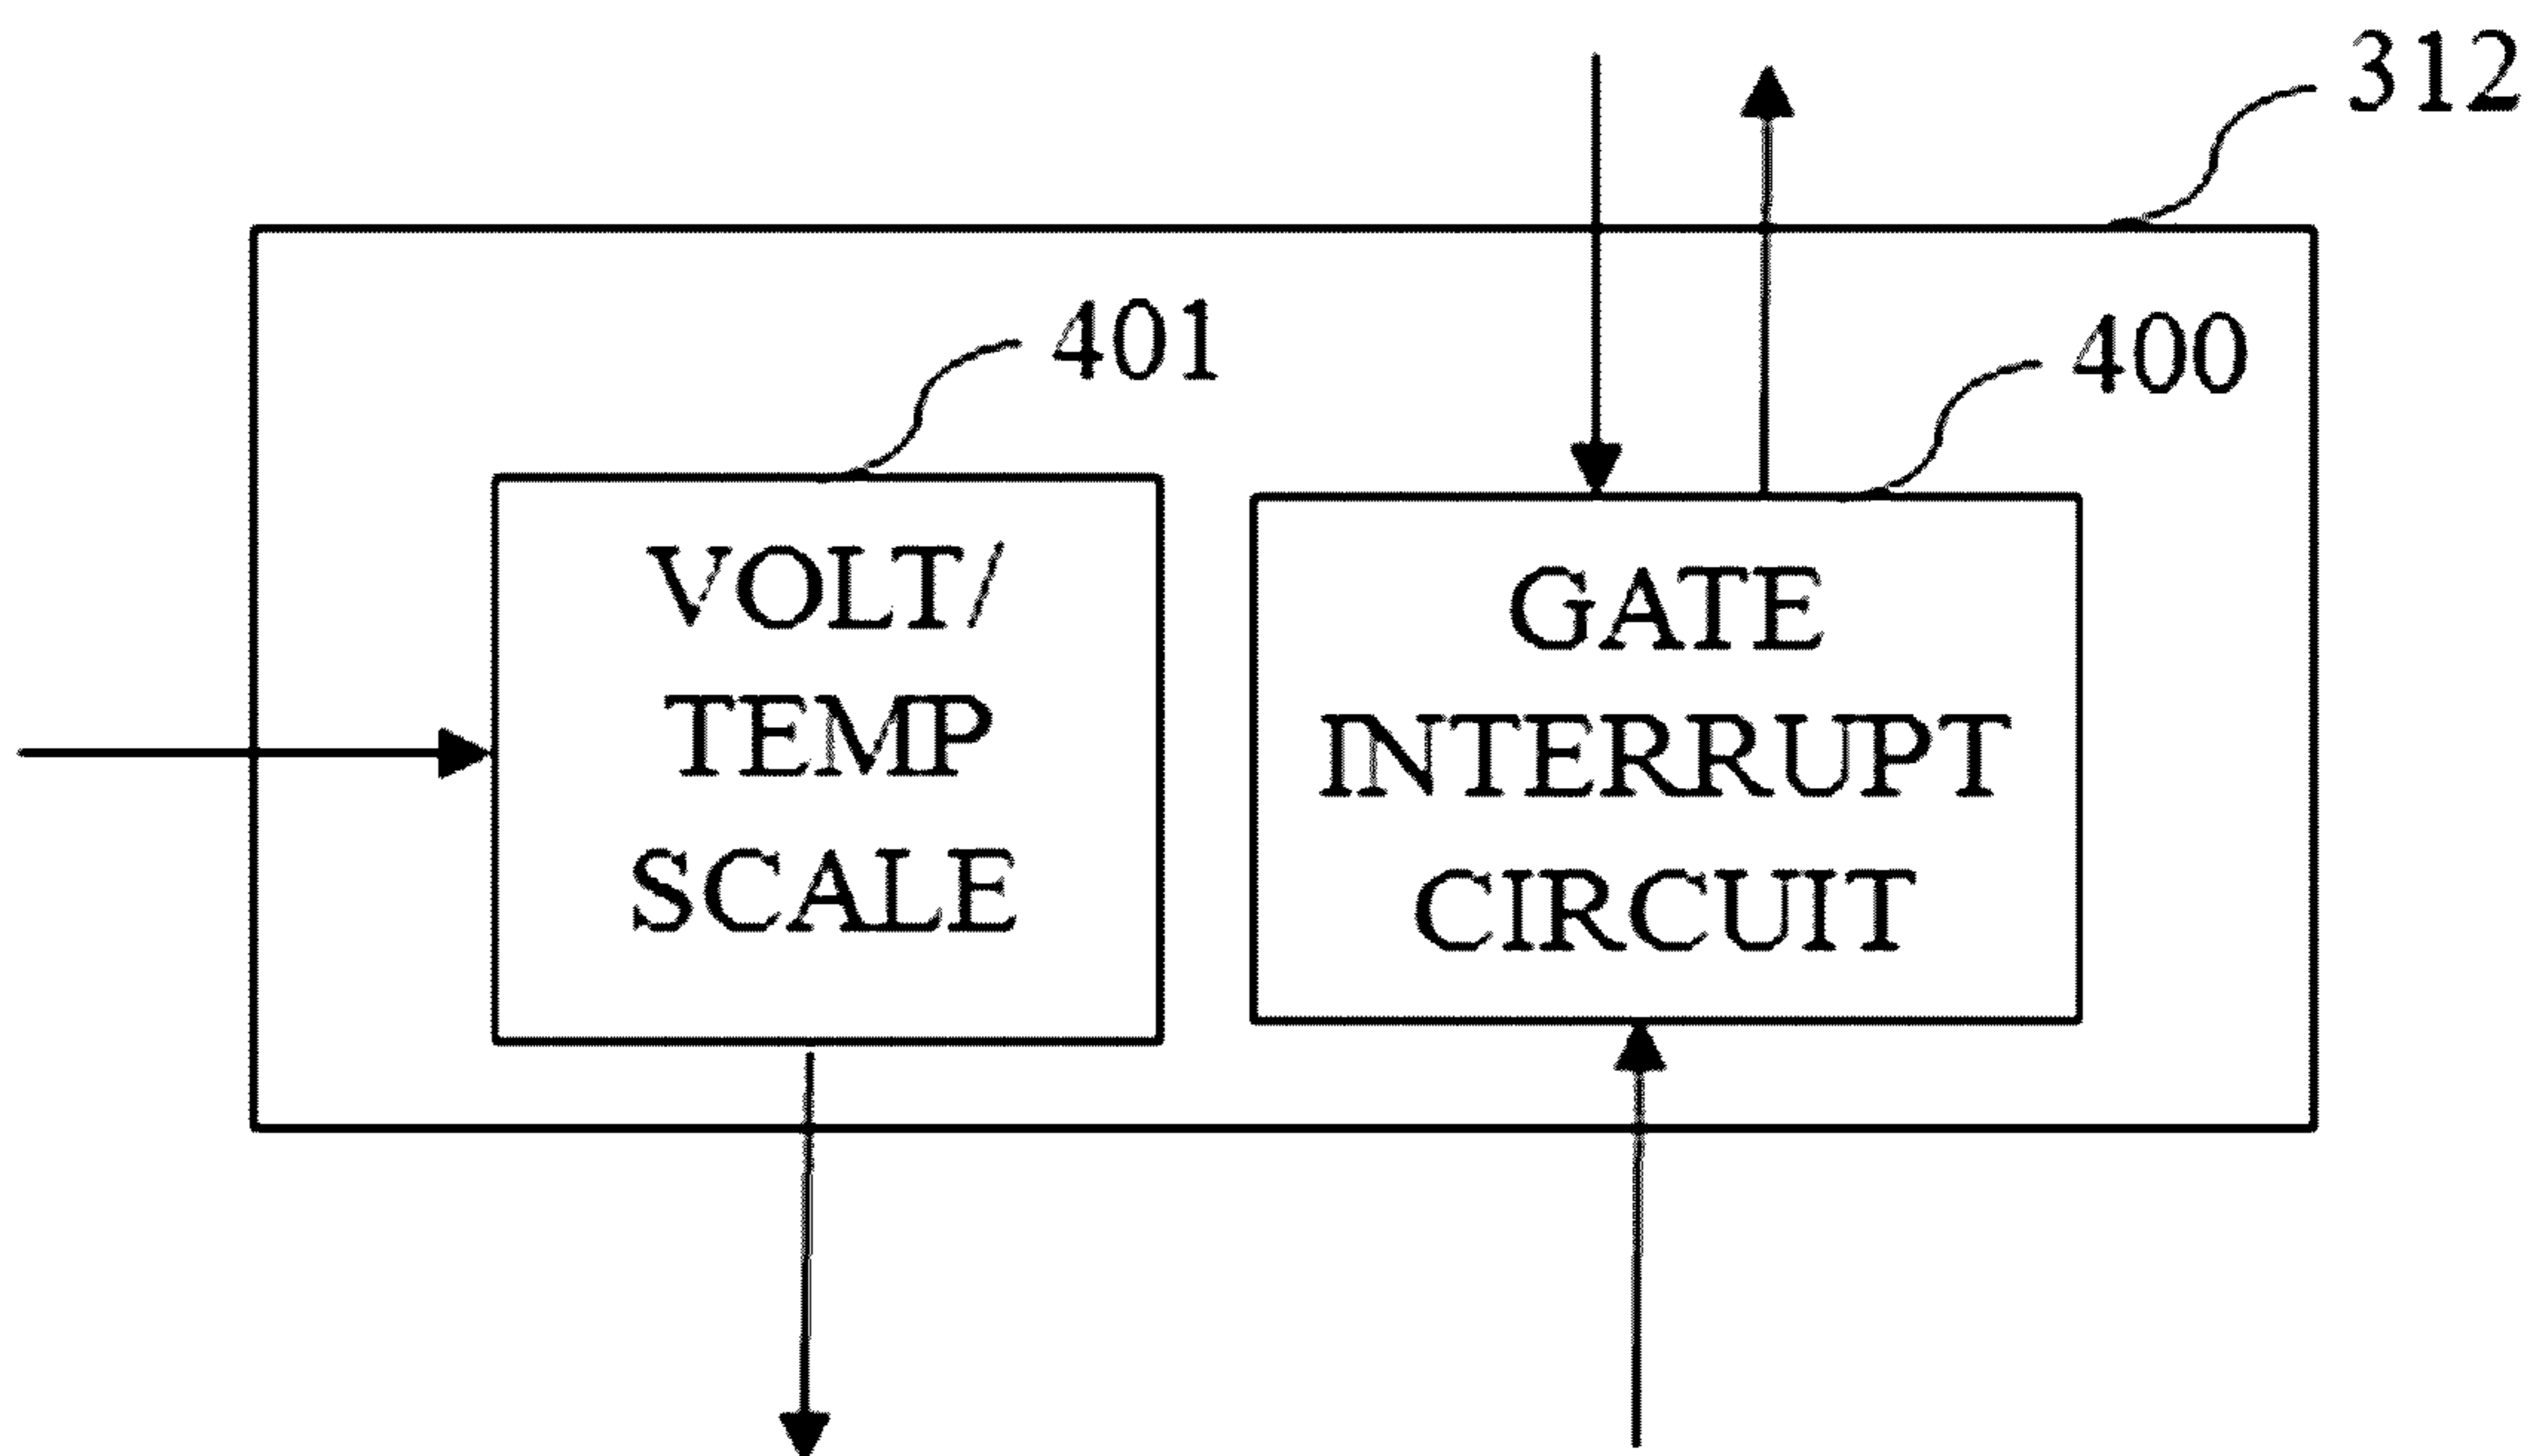 312
401
400
VOLT/
TEMP
SCALE
GATE
INTERRUPT
CIRCUIT